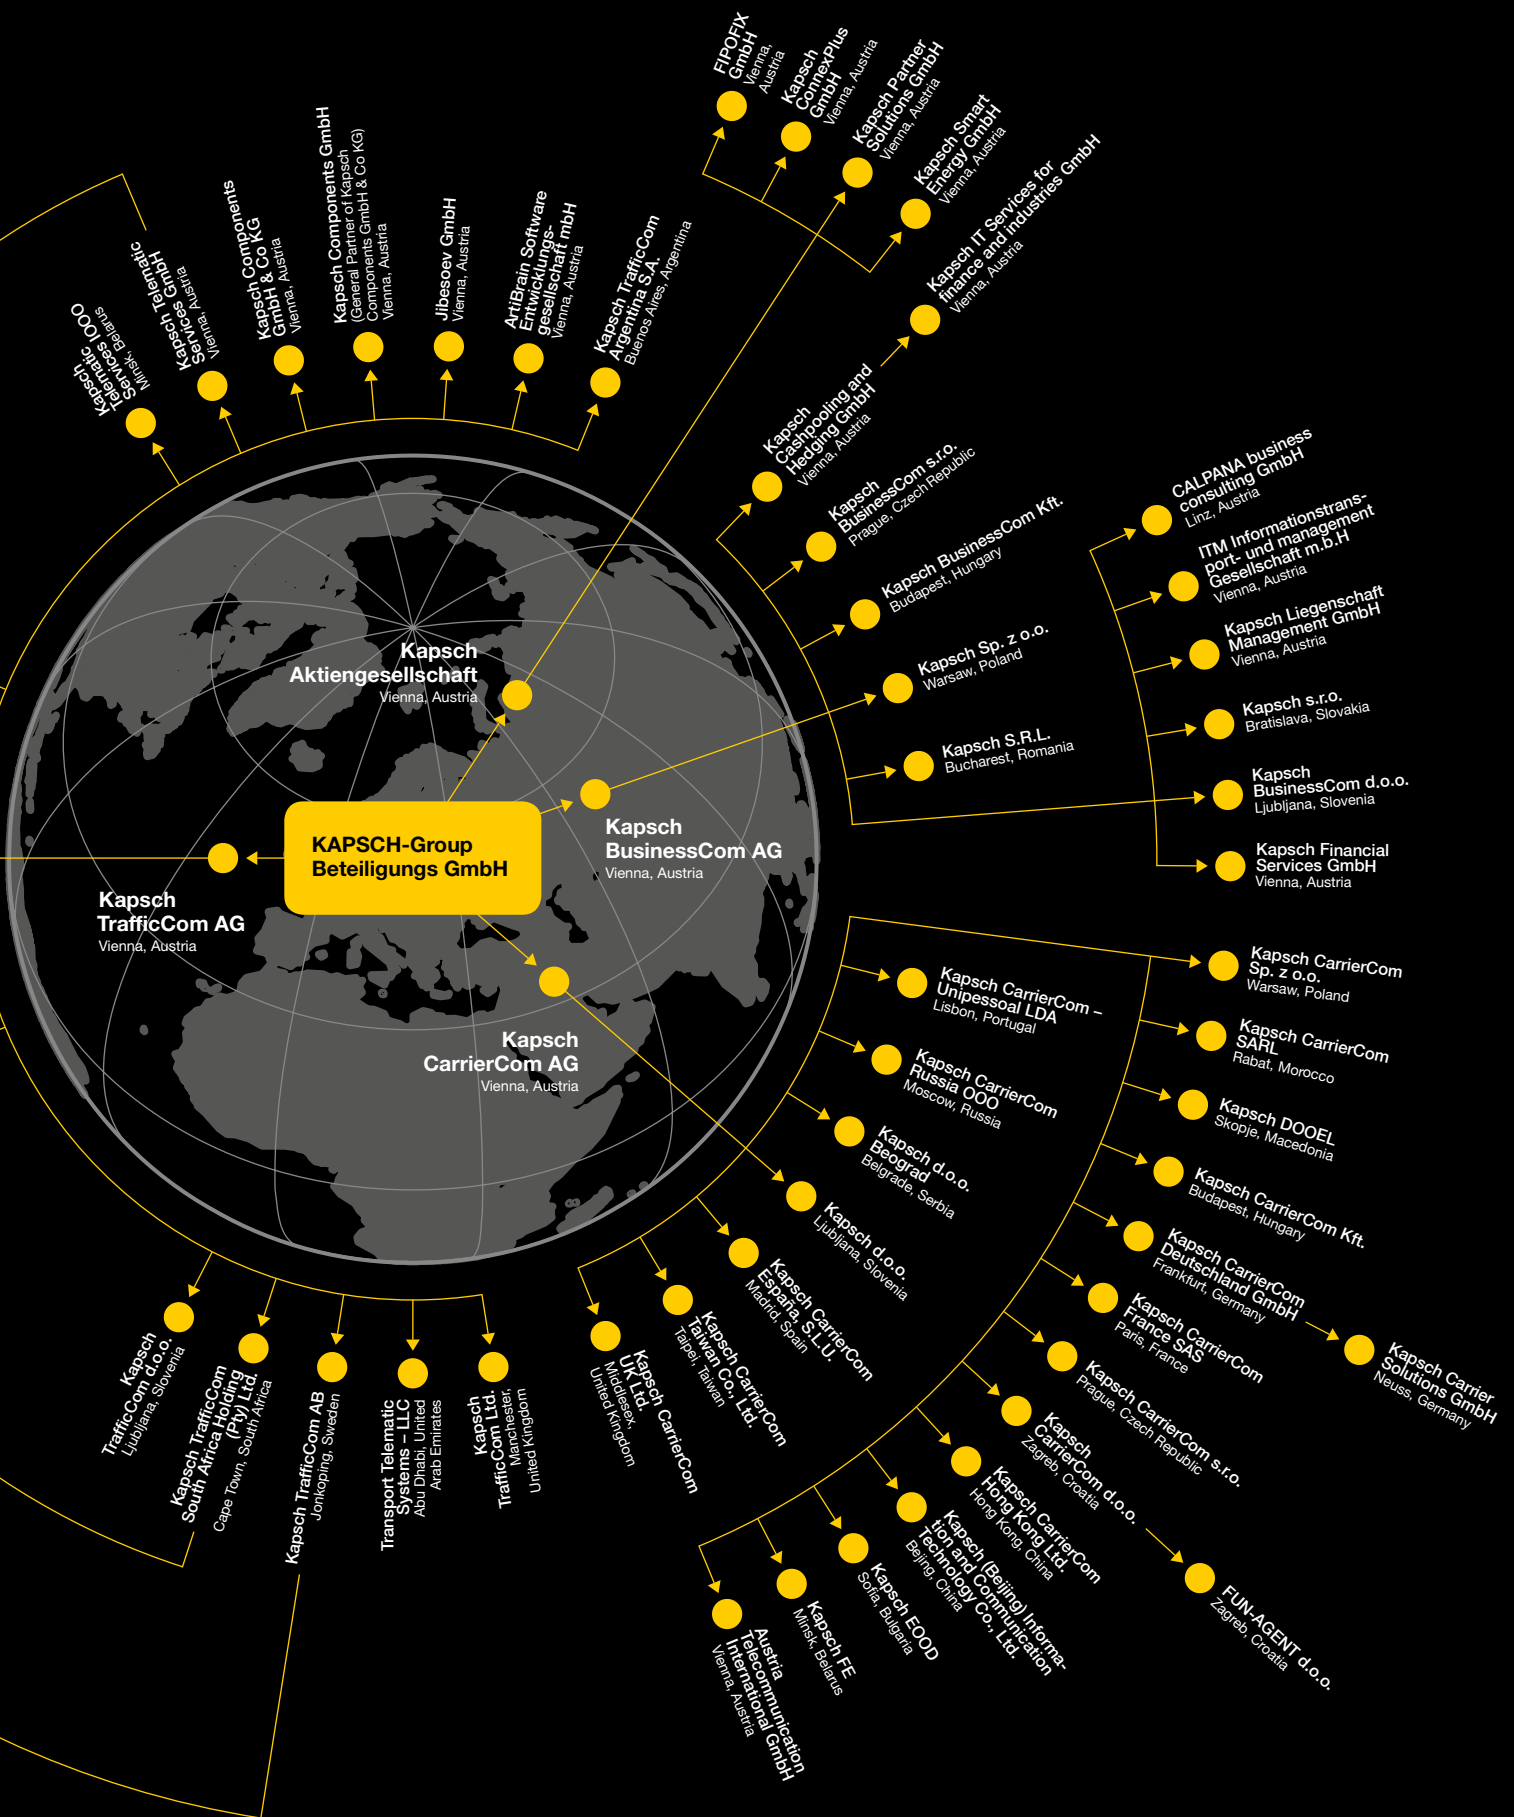 FIPOFIX
GmbH
Vienna,
Austria
Kapsch
ConnexPlus
GmbH
Vienna, Austria
Kapsch Partner
Solutions GmbH
Vienna, Austria
Kapsch Smart
Energy GmbH
Vienna, Austria
Kapsch IT Services for
finance and industries GmbH
Vienna, Austria
Kapsch
Telematic
Services IOOO
Minsk, Belarus
Kapsch Telematic
Services GmbH
Vienna, Austria
Kapsch Components
GmbH & Co KG
Vienna, Austria
Kapsch Components GmbH
(General Partner of Kapsch
Components GmbH & Co KG)
Vienna, Austria
Jibesoev GmbH
Vienna, Austria
ArtiBrain Software
Entwicklungs-
gesellschaft mbH
Vienna, Austria
Kapsch TrafficCom
Argentina S.A.
Buenos Aires, Argentina
Kapsch
Cashpooling and
Hedging GmbH
Vienna, Austria
Kapsch
BusinessCom s.r.o.
Prague, Czech Republic
Kapsch BusinessCom Kft.
Budapest, Hungary
Kapsch Sp. z o.o.
Warsaw, Poland
Kapsch S.R.L.
Bucharest, Romania
CALPANA business
consulting GmbH
Linz, Austria
ITM Informationstrans-
port- und management
Gesellschaft m.b.H
Vienna, Austria
Kapsch Liegenschaft
Management GmbH
Vienna, Austria
Kapsch s.r.o.
Bratislava, Slovakia
Kapsch
BusinessCom d.o.o.
Ljubljana, Slovenia
Kapsch Financial
Services GmbH
Vienna, Austria
Kapsch
Aktiengesellschaft
Vienna, Austria
KAPSCH-Group
Beteiligungs GmbH
Kapsch
BusinessCom AG
Vienna, Austria
Kapsch
TrafficCom AG
Vienna, Austria
Kapsch
CarrierCom AG
Vienna, Austria
Kapsch CarrierCom –
Unipessoal LDA
Lisbon, Portugal
Kapsch CarrierCom
Russia OOO
Moscow, Russia
Kapsch d.o.o.
Beograd
Belgrade, Serbia
Kapsch d.o.o.
Ljubljana, Slovenia
Kapsch CarrierCom
España, S.L.U.
Madrid, Spain
Kapsch CarrierCom
Taiwan Co., Ltd.
Taipei, Taiwan
Kapsch CarrierCom
UK Ltd.
Middlesex,
United Kingdom
Kapsch CarrierCom
Sp. z o.o.
Warsaw, Poland
Kapsch CarrierCom
SARL
Rabat, Morocco
Kapsch DOOEL
Skopje, Macedonia
Kapsch CarrierCom Kft.
Budapest, Hungary
Kapsch CarrierCom
Deutschland GmbH
Frankfurt, Germany
Kapsch Carrier
Solutions GmbH
Neuss, Germany
Kapsch CarrierCom
France SAS
Paris, France
Kapsch CarrierCom s.r.o.
Prague, Czech Republic
Kapsch
CarrierCom d.o.o.
Zagreb, Croatia
FUN-AGENT d.o.o.
Zagreb, Croatia
Kapsch CarrierCom
Hong Kong Ltd.
Hong Kong, China
Kapsch (Beijing) Informa-
tion and Communication
Technology Co., Ltd.
Bejing, China
Kapsch EOOD
Sofia, Bulgaria
Kapsch FE
Minsk, Belarus
Austria
Telecommunication
International GmbH
Vienna, Austria
Kapsch
TrafficCom d.o.o.
Ljubljana, Slovenia
Kapsch TrafficCom
South Africa Holding
(Pty) Ltd.
Cape Town, South Africa
Kapsch TrafficCom AB
Jonkoping, Sweden
Transport Telematic
Systems – LLC
Abu Dhabi, United
Arab Emirates
Kapsch
TrafficCom Ltd.
Manchester,
United Kingdom